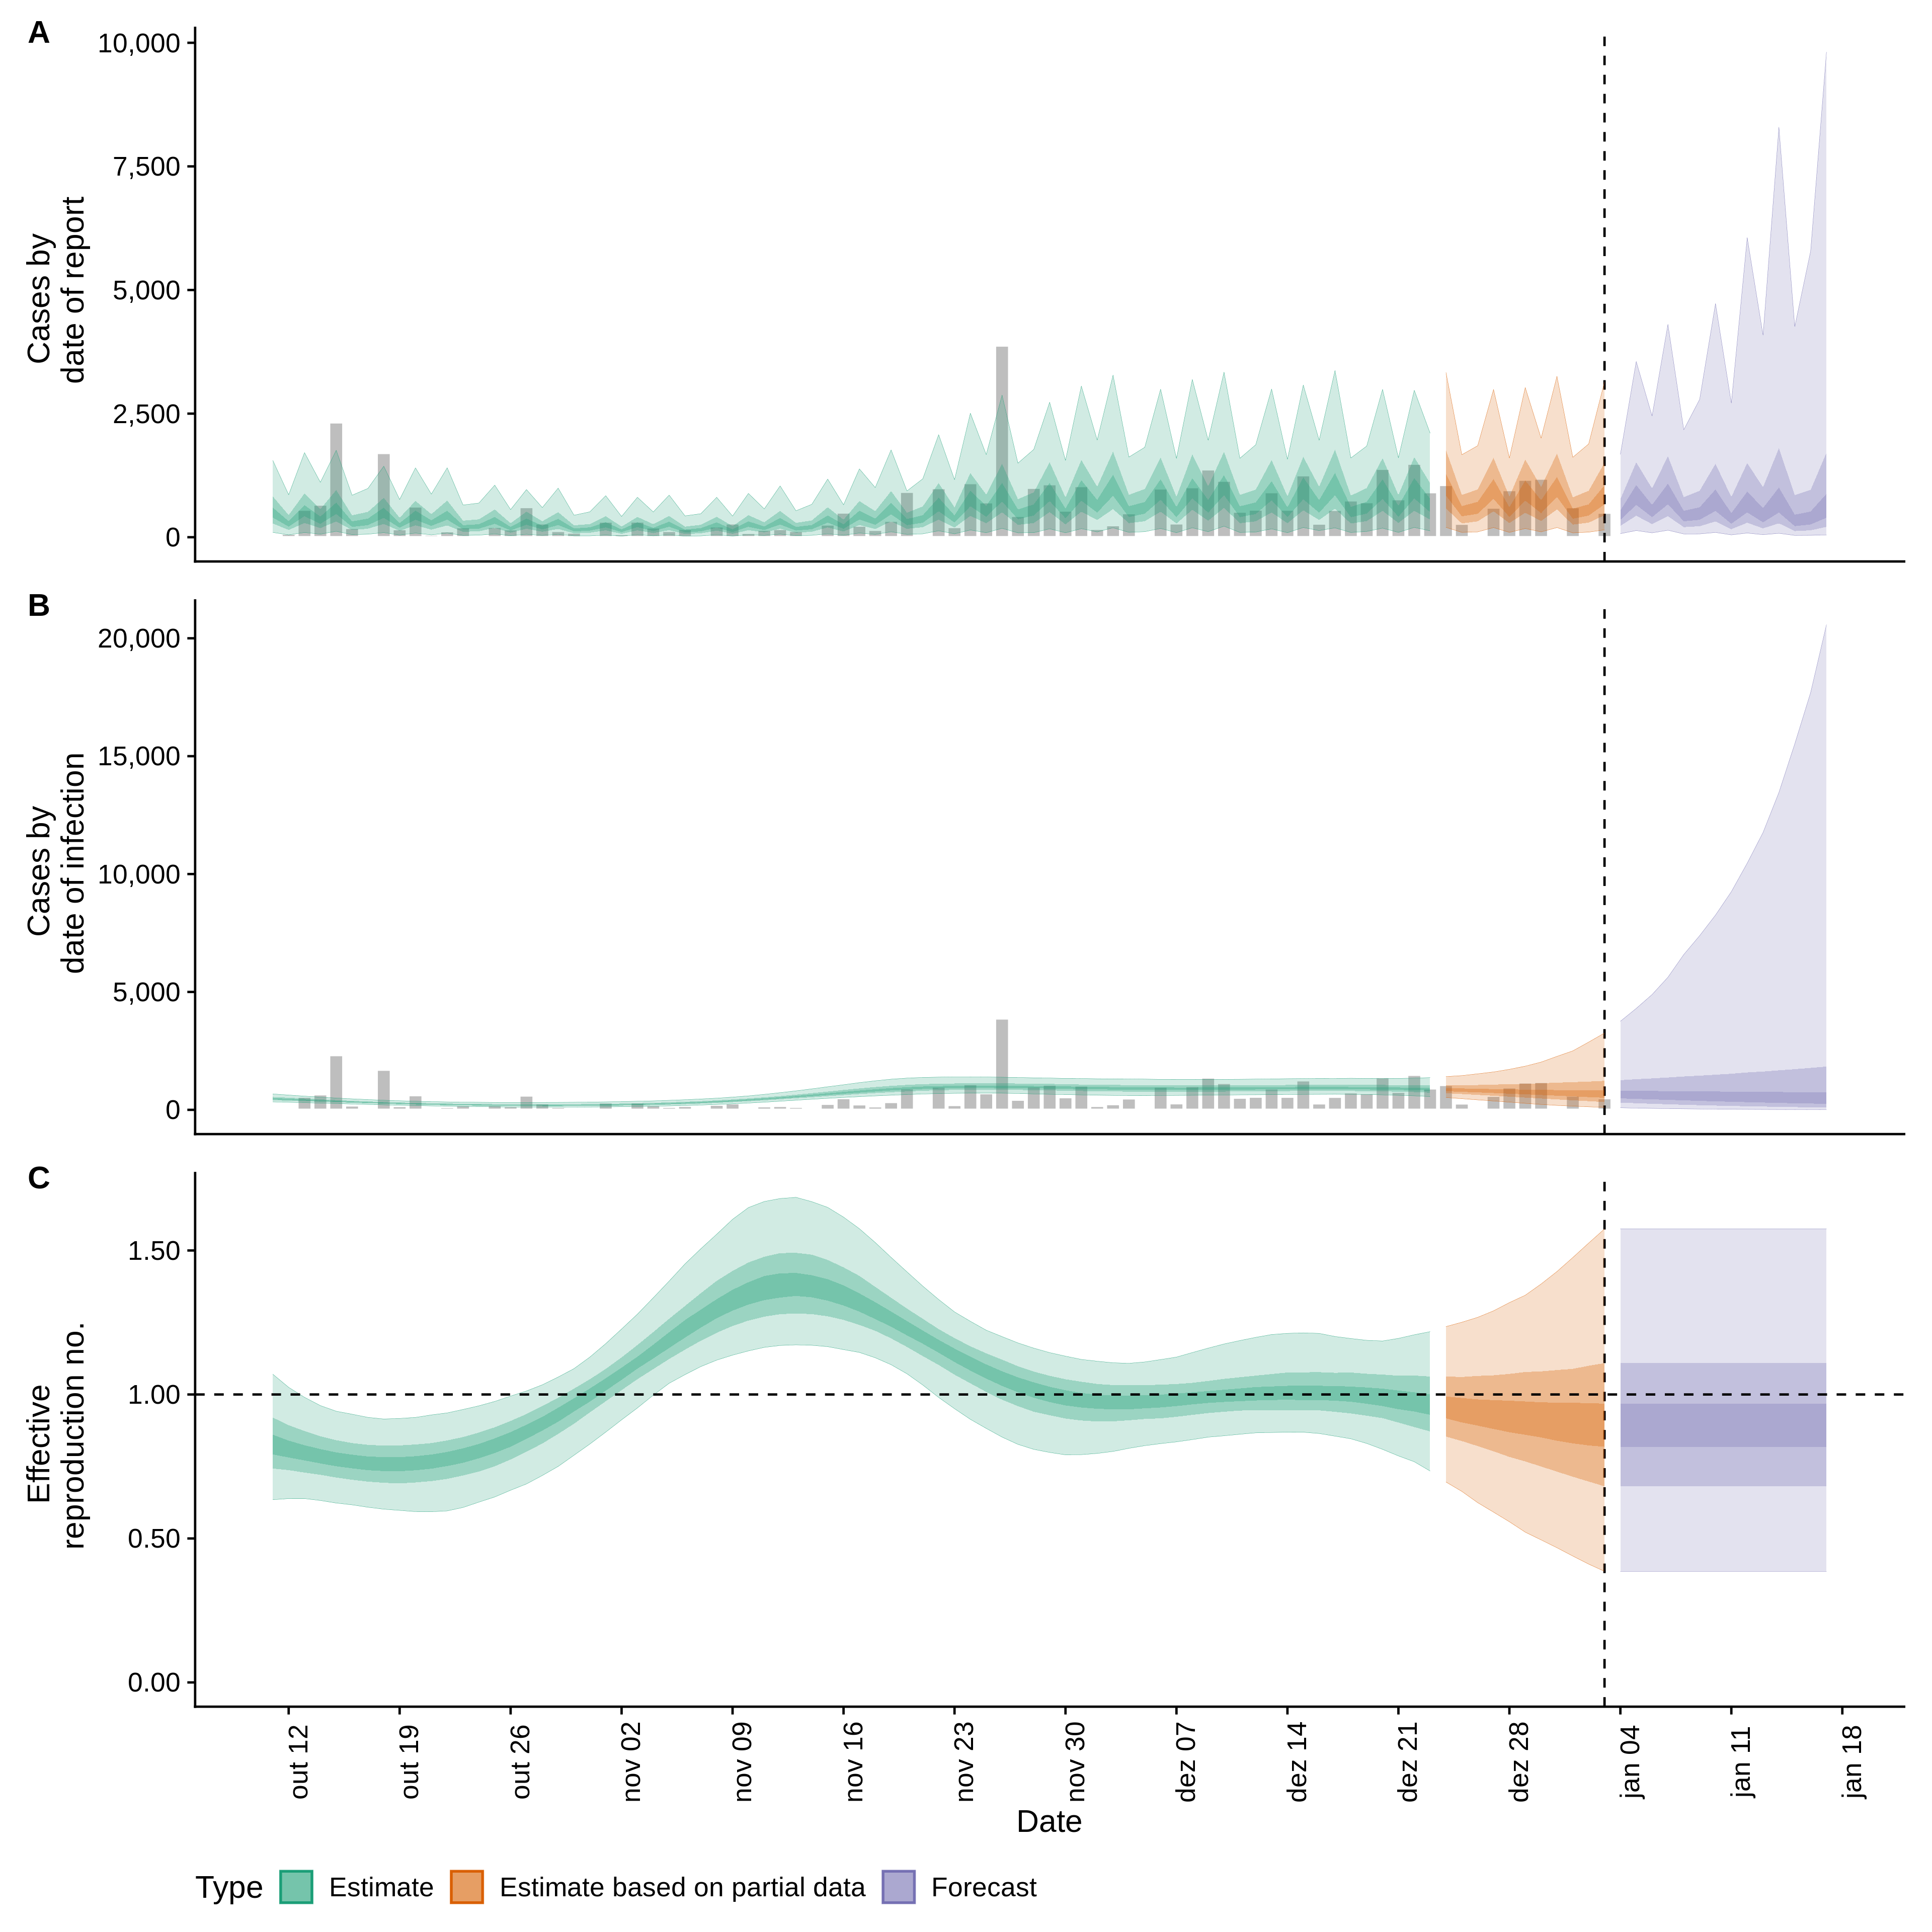 A
10,000
7,500
5,000
2,500
0
Cases by
date of report
B
20,000
15,000
10,000
5,000
0
Cases by
date of infection
C
1.50
1.00
0.50
0.00
Effective
reproduction no.
out 12
out 19
out 26
nov 02
nov 09
nov 16
nov 23
nov 30
dez 07
dez 14
dez 21
dez 28
jan 04
jan 11
jan 18
Date
Type Estimate Estimate based on partial data Forecast